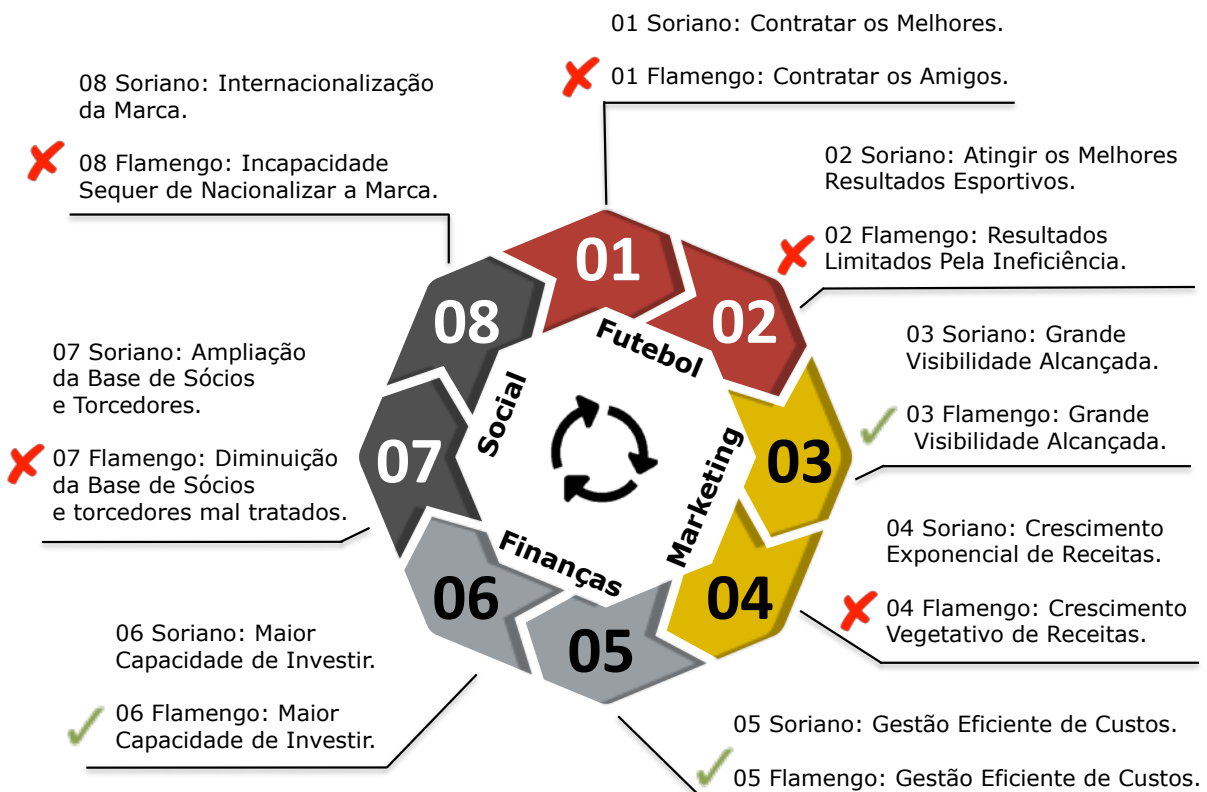 01 Soriano: Contratar os Melhores.
01 Flamengo: Contratar os Amigos.
08 Soriano: Internacionalização
da Marca.
08 Flamengo: Incapacidade
Sequer de Nacionalizar a Marca.
02 Soriano: Atingir os Melhores
Resultados Esportivos.
02 Flamengo: Resultados
Limitados Pela Ineficiência.
03 Soriano: Grande
Visibilidade Alcançada.
03 Flamengo: Grande
Visibilidade Alcançada.
07 Soriano: Ampliação
da Base de Sócios
e Torcedores.
07 Flamengo: Diminuição
da Base de Sócios
e torcedores mal tratados.
04 Soriano: Crescimento
Exponencial de Receitas.
04 Flamengo: Crescimento
Vegetativo de Receitas.
06 Soriano: Maior
Capacidade de Investir.
06 Flamengo: Maior
Capacidade de Investir.
05 Soriano: Gestão Eficiente de Custos.
05 Flamengo: Gestão Eficiente de Custos.
01
02
03
04
05
06
07
08
Futebol
Marketing
Finanças
Social